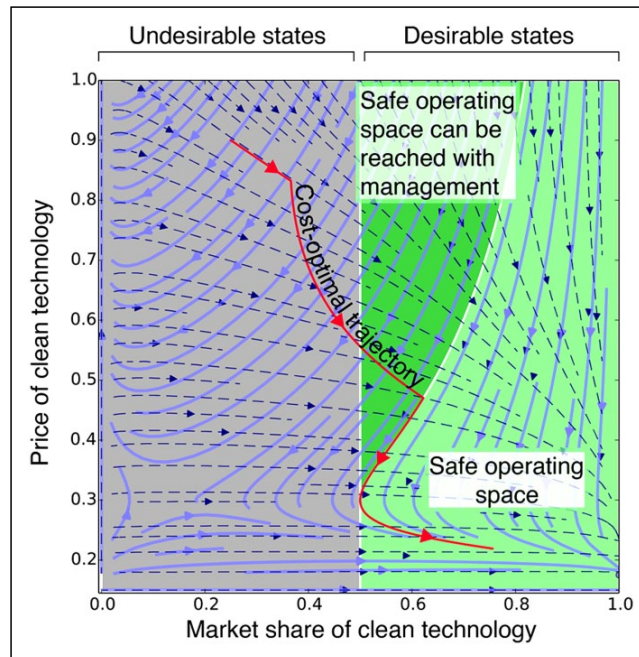 Undesirable states
Desirable states
Price of clean technology
1.0
0.9
0.8
0.7
0.6
0.5
0.4
0.3
0.2
Safe operating
space can be
reached with
management
Cost-optimal trajectory
Safe operating
space
0.0
0.2
0.4
0.6
0.8
1.0
Market share of clean technology